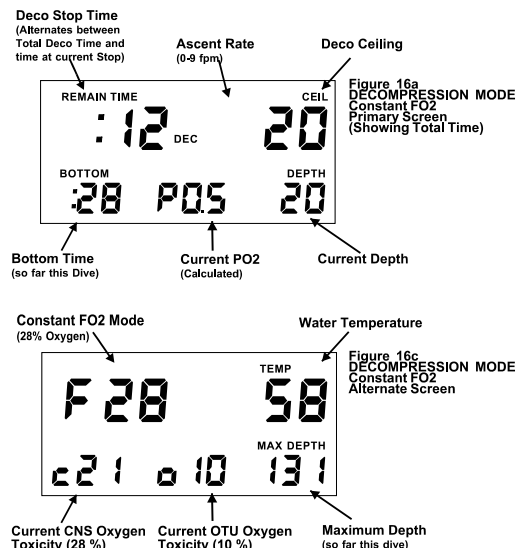 Deco Stop Time
(Alternates between
Total Deco Time and
time at current Stop)
Ascent Rate
(0-9 fpm)
Deco Ceiling
Figure 16a
DECOMPRESSION MODE
Constant FO2
Primary Screen
(Showing Total Time)
REMAIN TIME
CEIL
:12 DEC
20
BOTTOM
DEPTH
:28
PO.5
20
Bottom Time
(so far this Dive)
Current PO2
(Calculated)
Current Depth
Constant FO2 Mode
(28% Oxygen)
Water Temperature
Figure 16c
DECOMPRESSION MODE
Constant FO2
Alternate Screen
TEMP
F 28
58
MAX DEPTH
c21
o 10
131
Current CNS Oxygen
Toxicity (28 %)
Current OTU Oxygen
Toxicity (10 %)
Maximum Depth
(so far this dive)